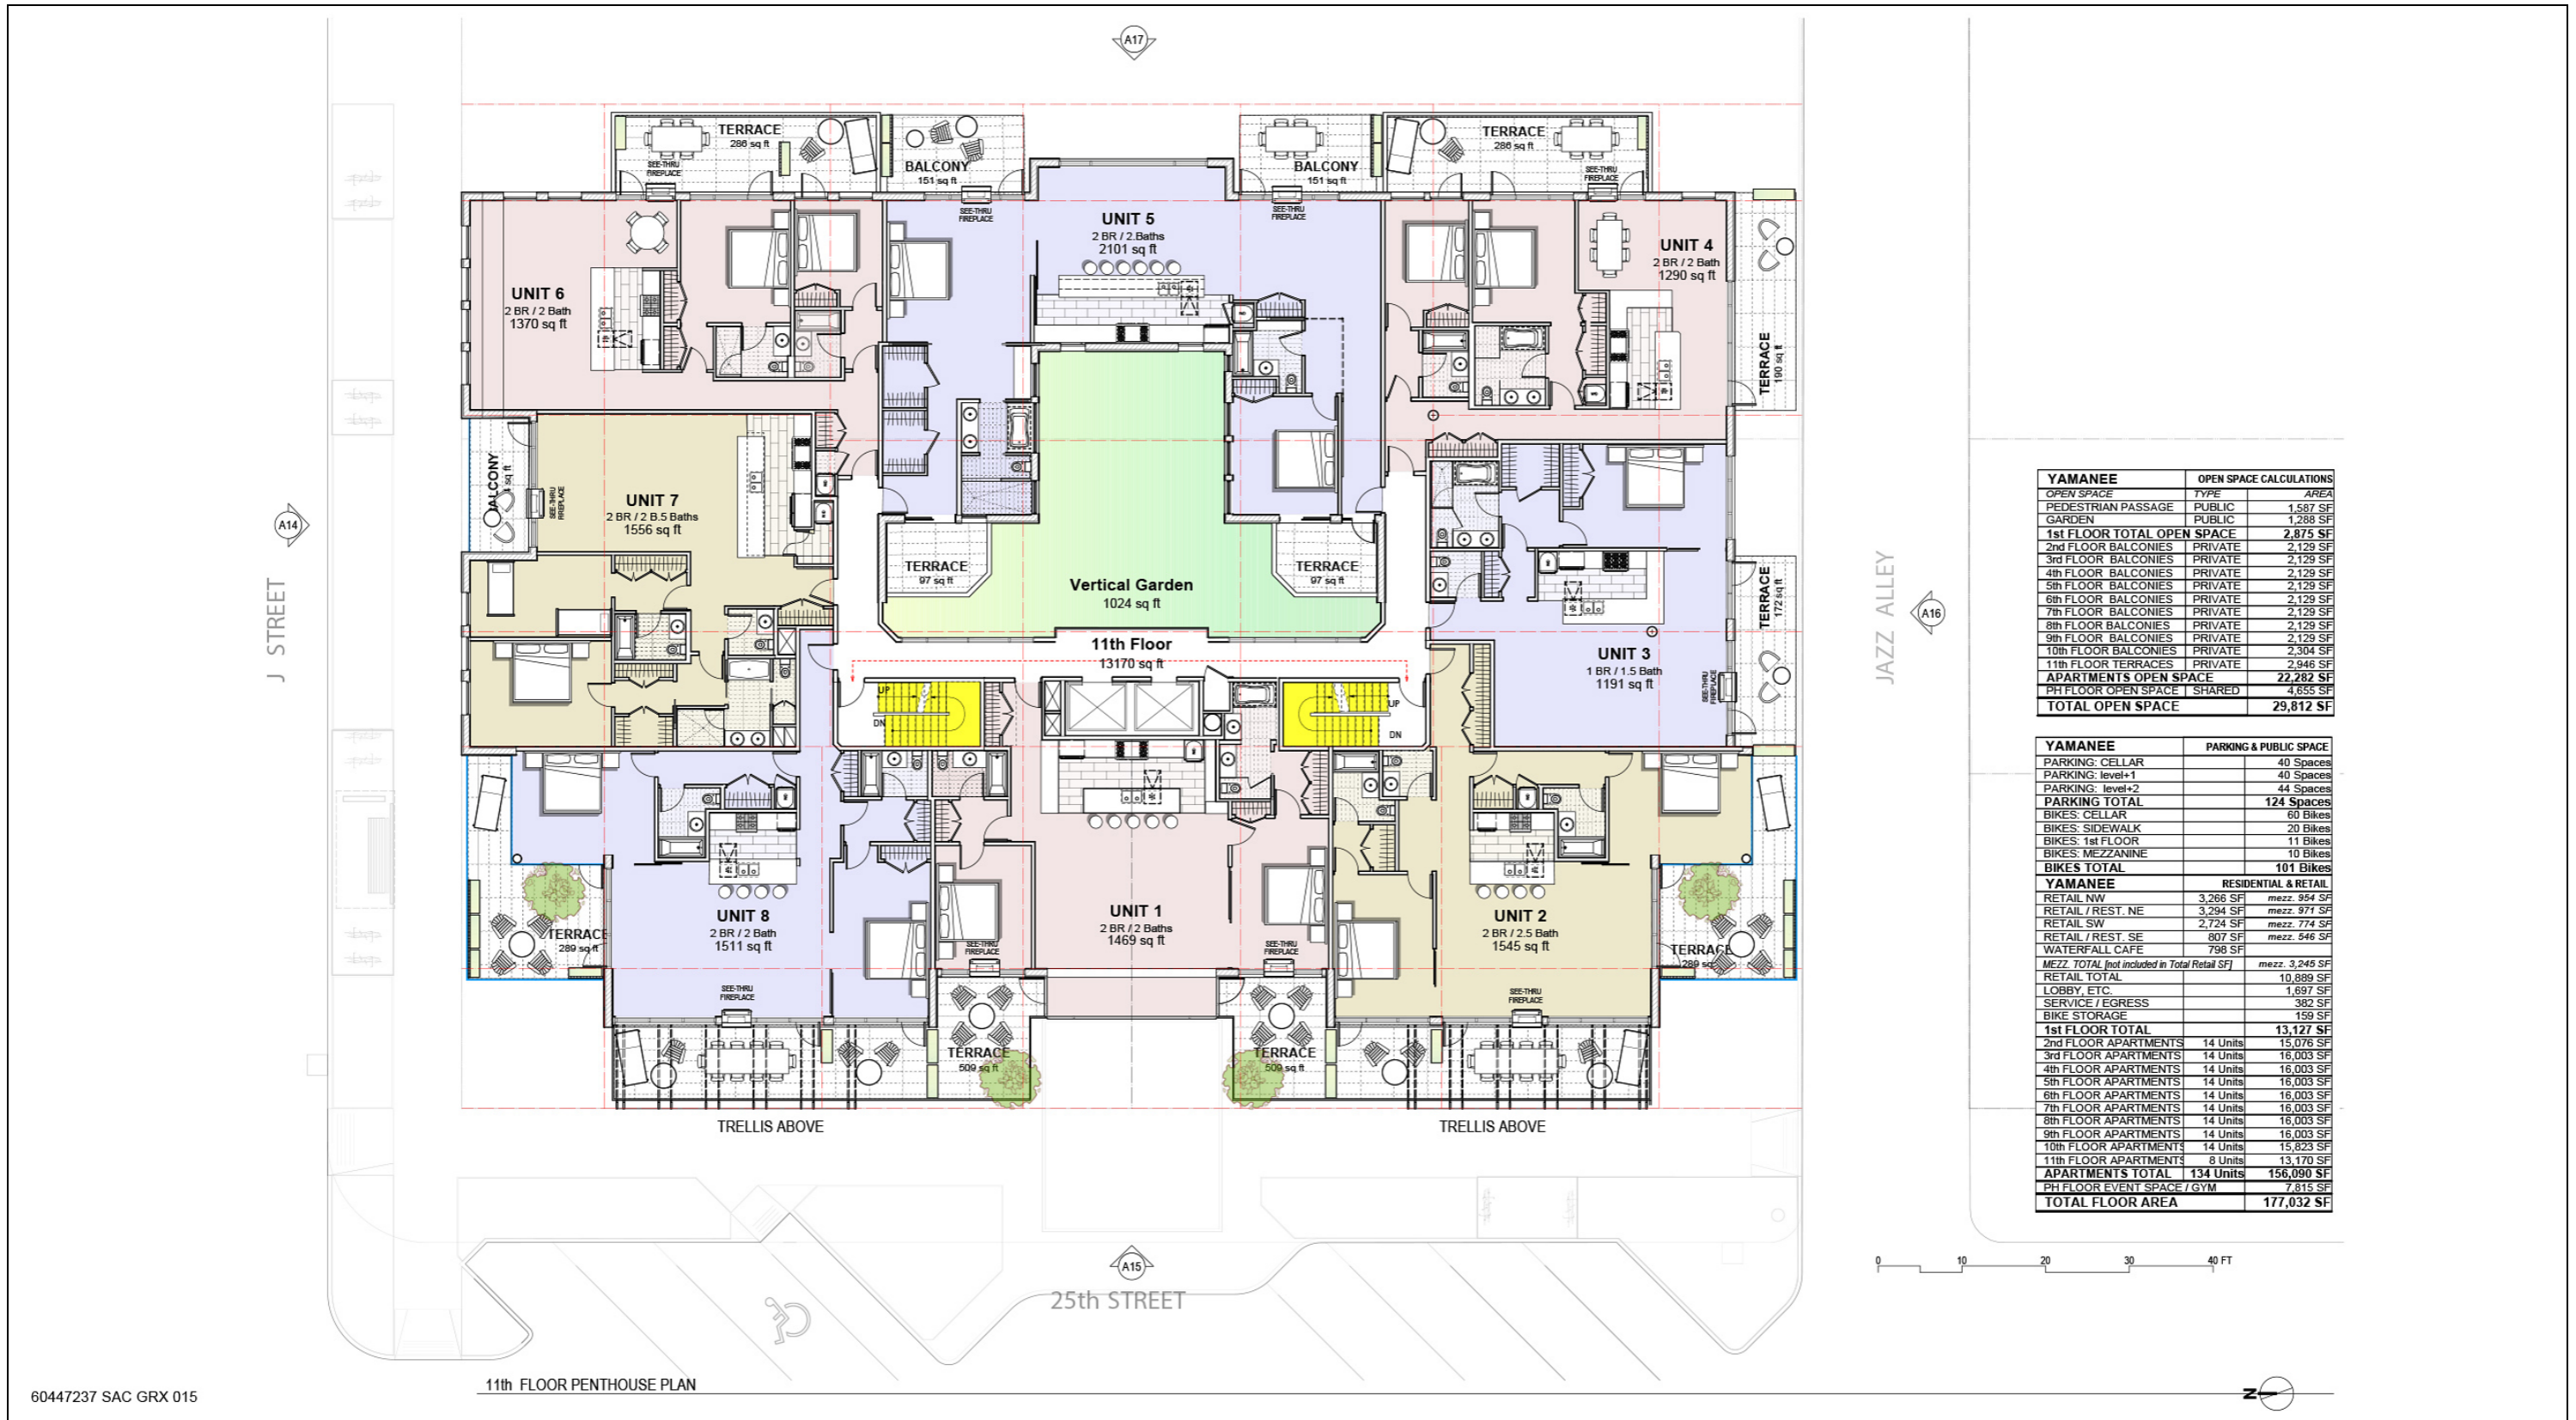 A17
TERRACE
286 sq ft
SEE-THRU
FIREPLACE
BALCONY
151 sq ft
SEE-THRU
FIREPLACE
BALCONY
151 sq ft
SEE-THRU
FIREPLACE
TERRACE
286 sq ft
SEE-THRU
FIREPLACE
UNIT 5
2 BR / 2.Baths
2101 sq ft
UNIT 4
2 BR / 2 Bath
1290 sq ft
UNIT 6
2 BR / 2 Bath
1370 sq ft
TERRACE
190 sq ft
BALCONY
sq ft
SEE-THRU
FIREPLACE
UNIT 7
2 BR / 2 B.5 Baths
1556 sq ft
A14
J STREET
TERRACE
97 sq ft
TERRACE
97 sq ft
Vertical Garden
1024 sq ft
TERRACE
172 sq ft
JAZZ ALLEY
A16
11th Floor
13170 sq ft
UNIT 3
1 BR / 1.5 Bath
1191 sq ft
SEE-THRU
FIREPLACE
UP
DN
UP
DN
UNIT 8
2 BR / 2 Bath
1511 sq ft
UNIT 1
2 BR / 2 Baths
1469 sq ft
UNIT 2
2 BR / 2.5 Bath
1545 sq ft
TERRACE
289 sq ft
SEE-THRU
FIREPLACE
SEE-THRU
FIREPLACE
TERRACE
289 sq
SEE-THRU
FIREPLACE
SEE-THRU
FIREPLACE
TERRACE
509 sq ft
TERRACE
509 sq ft
TRELLIS ABOVE
TRELLIS ABOVE
A15
25th STREET
YAMANEE OPEN SPACE CALCULATIONS
OPEN SPACE TYPE AREA
PEDESTRIAN PASSAGE PUBLIC 1,587 SF
GARDEN PUBLIC 1,288 SF
1st FLOOR TOTAL OPEN SPACE 2,875 SF
2nd FLOOR BALCONIES PRIVATE 2,129 SF
3rd FLOOR BALCONIES PRIVATE 2,129 SF
4th FLOOR BALCONIES PRIVATE 2,129 SF
5th FLOOR BALCONIES PRIVATE 2,129 SF
6th FLOOR BALCONIES PRIVATE 2,129 SF
7th FLOOR BALCONIES PRIVATE 2,129 SF
8th FLOOR BALCONIES PRIVATE 2,129 SF
9th FLOOR BALCONIES PRIVATE 2,129 SF
10th FLOOR BALCONIES PRIVATE 2,304 SF
11th FLOOR TERRACES PRIVATE 2,946 SF
APARTMENTS OPEN SPACE 22,282 SF
PH FLOOR OPEN SPACE SHARED 4,655 SF
TOTAL OPEN SPACE 29,812 SF
YAMANEE PARKING & PUBLIC SPACE
PARKING: CELLAR 40 Spaces
PARKING: level+1 40 Spaces
PARKING: level+2 44 Spaces
PARKING TOTAL 124 Spaces
BIKES: CELLAR 60 Bikes
BIKES: SIDEWALK 20 Bikes
BIKES: 1st FLOOR 11 Bikes
BIKES: MEZZANINE 10 Bikes
BIKES TOTAL 101 Bikes
YAMANEE RESIDENTIAL & RETAIL
RETAIL NW 3,266 SF mezz. 954 SF
RETAIL / REST. NE 3,294 SF mezz. 971 SF
RETAIL SW 2,724 SF mezz. 774 SF
RETAIL / REST. SE 807 SF mezz. 546 SF
WATERFALL CAFE 798 SF
MEZZ. TOTAL [not included in Total Retail SF] mezz. 3,245 SF
RETAIL TOTAL 10,889 SF
LOBBY, ETC. 1,697 SF
SERVICE / EGRESS 382 SF
BIKE STORAGE 159 SF
1st FLOOR TOTAL 13,127 SF
2nd FLOOR APARTMENTS 14 Units 15,076 SF
3rd FLOOR APARTMENTS 14 Units 16,003 SF
4th FLOOR APARTMENTS 14 Units 16,003 SF
5th FLOOR APARTMENTS 14 Units 16,003 SF
6th FLOOR APARTMENTS 14 Units 16,003 SF
7th FLOOR APARTMENTS 14 Units 16,003 SF
8th FLOOR APARTMENTS 14 Units 16,003 SF
9th FLOOR APARTMENTS 14 Units 16,003 SF
10th FLOOR APARTMENTS 14 Units 15,823 SF
11th FLOOR APARTMENTS 8 Units 13,170 SF
APARTMENTS TOTAL 134 Units 156,090 SF
PH FLOOR EVENT SPACE / GYM 7,815 SF
TOTAL FLOOR AREA 177,032 SF
0 10 20 30 40 FT
11th FLOOR PENTHOUSE PLAN
60447237 SAC GRX 015
N